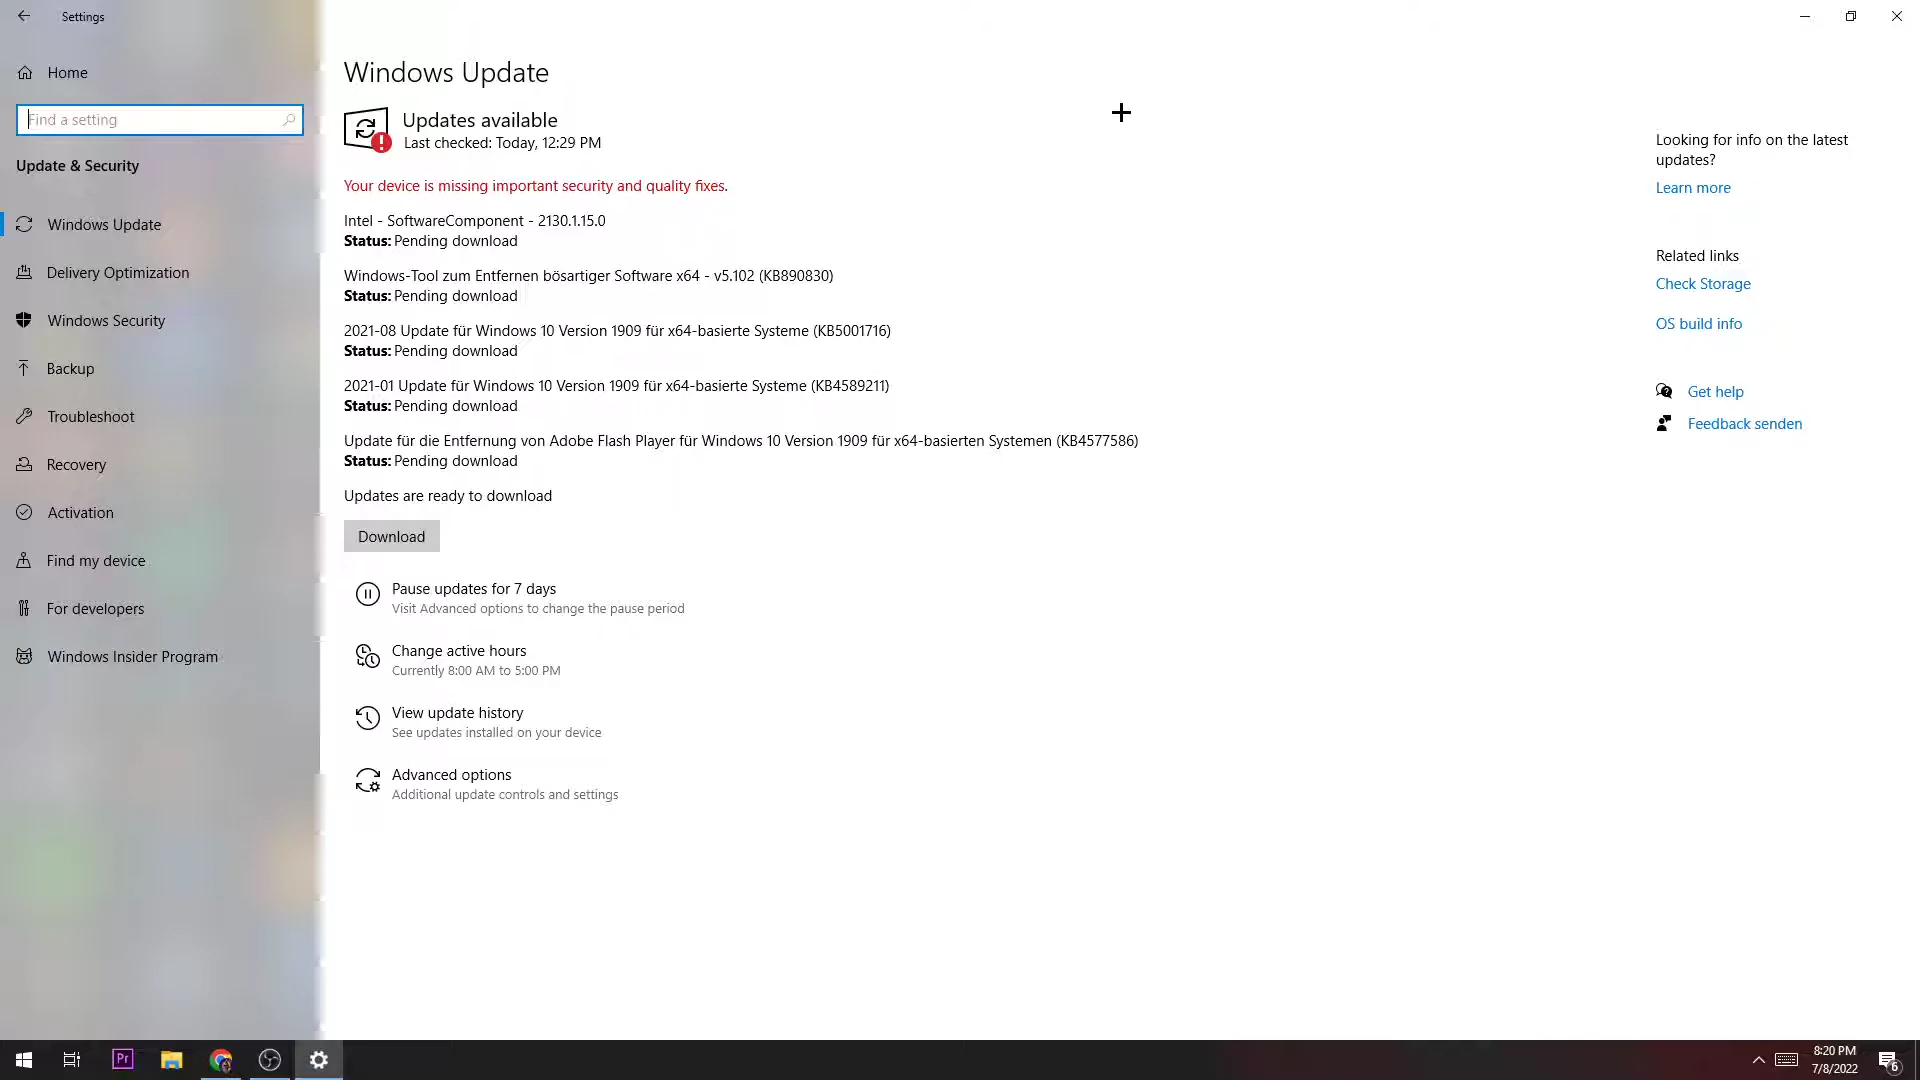 Settings
Home
Find a setting
Update & Security
Windows Update
Delivery Optimization
Windows Security
Backup
Troubleshoot
Recovery
Activation
Find my device
For developers
Windows Insider Program
Windows Update
Updates available
Last checked: Today, 12:29 PM
Your device is missing important security and quality fixes.
Intel - SoftwareComponent - 2130.1.15.0
Status: Pending download
Windows-Tool zum Entfernen bösartiger Software x64 - v5.102 (KB890830)
Status: Pending download
2021-08 Update für Windows 10 Version 1909 für x64-basierte Systeme (KB5001716)
Status: Pending download
2021-01 Update für Windows 10 Version 1909 für x64-basierte Systeme (KB4589211)
Status: Pending download
Update für die Entfernung von Adobe Flash Player für Windows 10 Version 1909 für x64-basierten Systemen (KB4577586)
Status: Pending download
Updates are ready to download
Download
Pause updates for 7 days
Visit Advanced options to change the pause period
Change active hours
Currently 8:00 AM to 5:00 PM
View update history
See updates installed on your device
Advanced options
Additional update controls and settings
Looking for info on the latest
updates?
Learn more
Related links
Check Storage
OS build info
Get help
Feedback senden
Pr
8:20 PM
7/8/2022
6